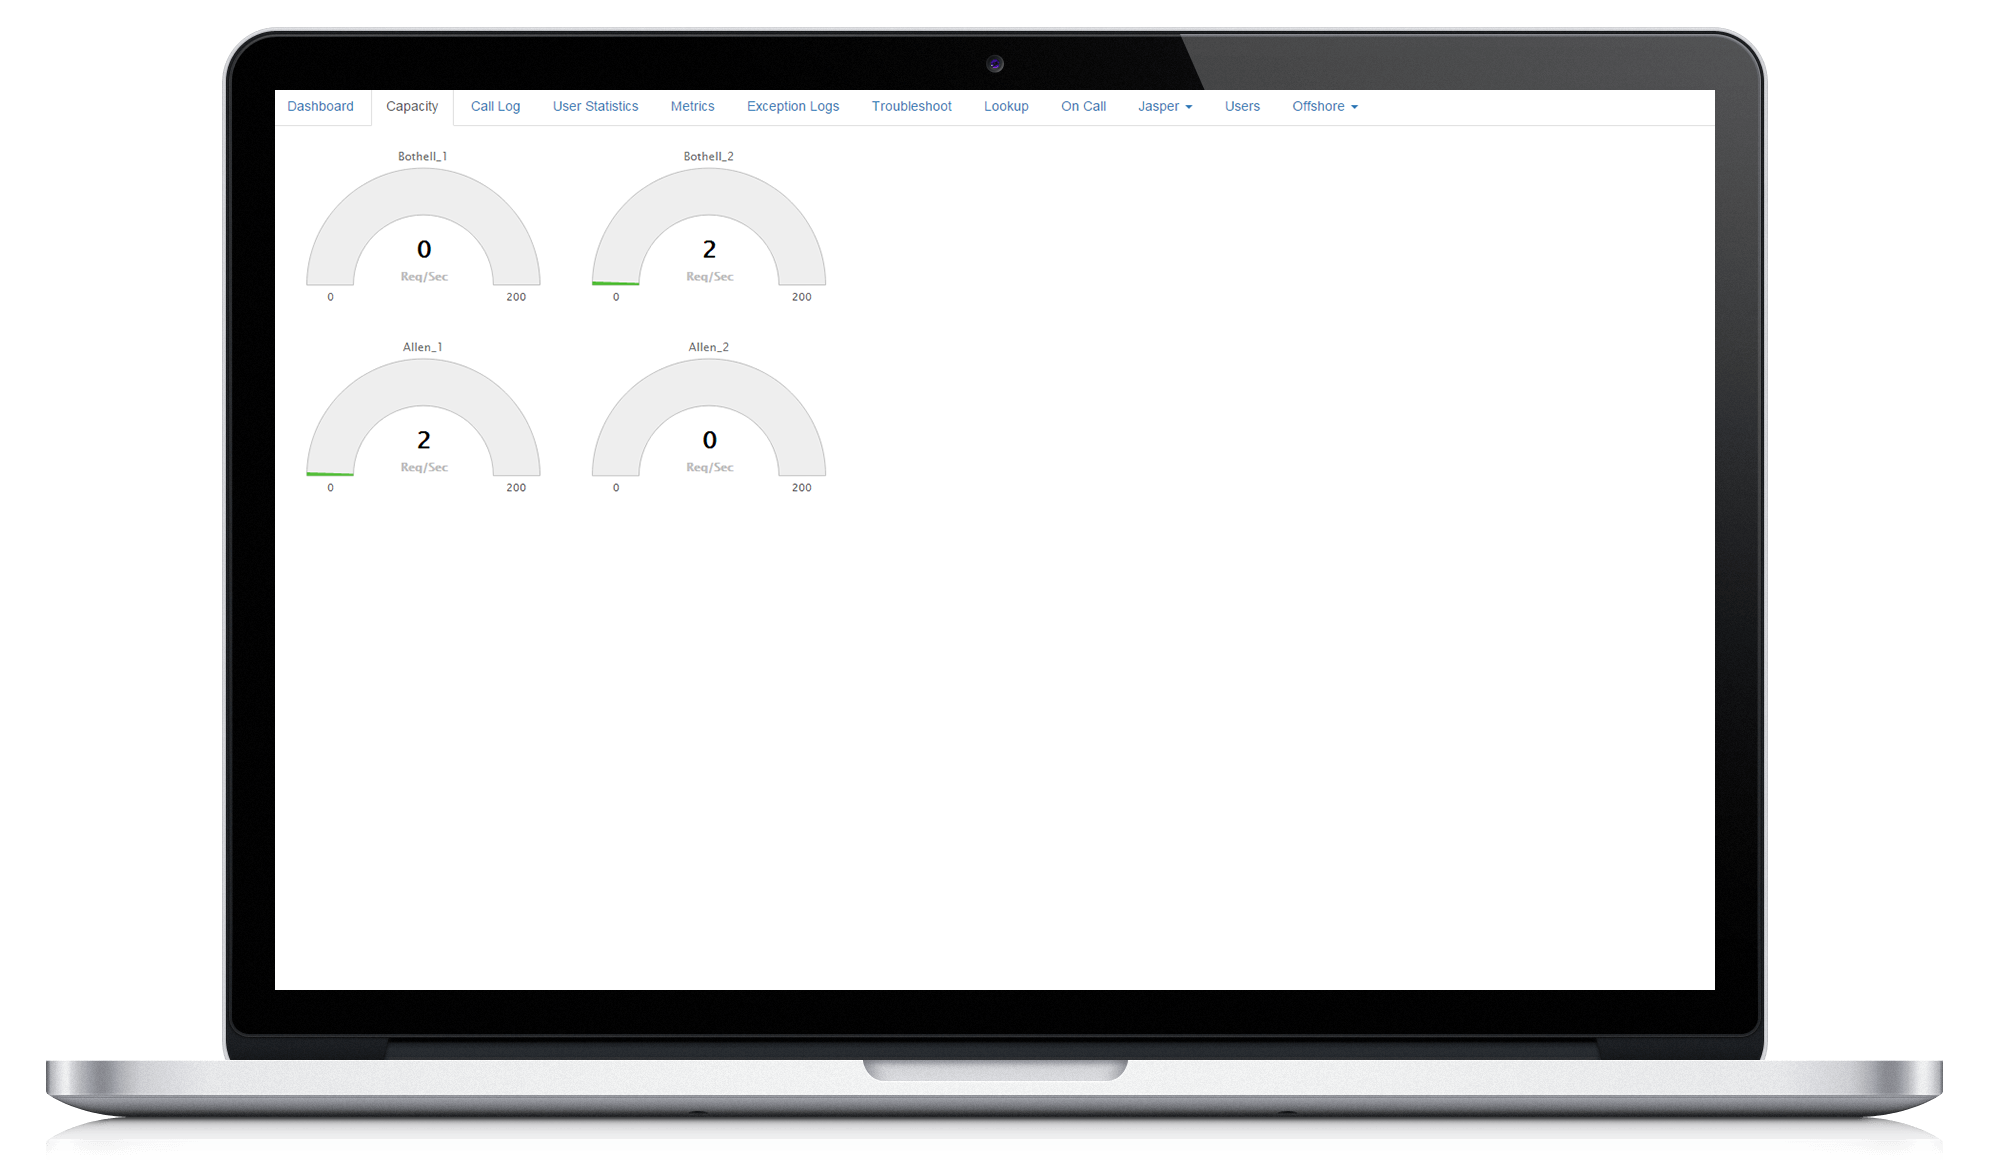 Dashboard Capacity Call Log User Statistics Metrics Exception Logs Troubleshoot Lookup On Call Jasper Users Offshore
Bothell_1 Bothell_2
0 2
Req/Sec Req/Sec
0 200 0 200
Allen_1 Allen_2
2 0
Req/Sec Req/Sec
0 200 0 200